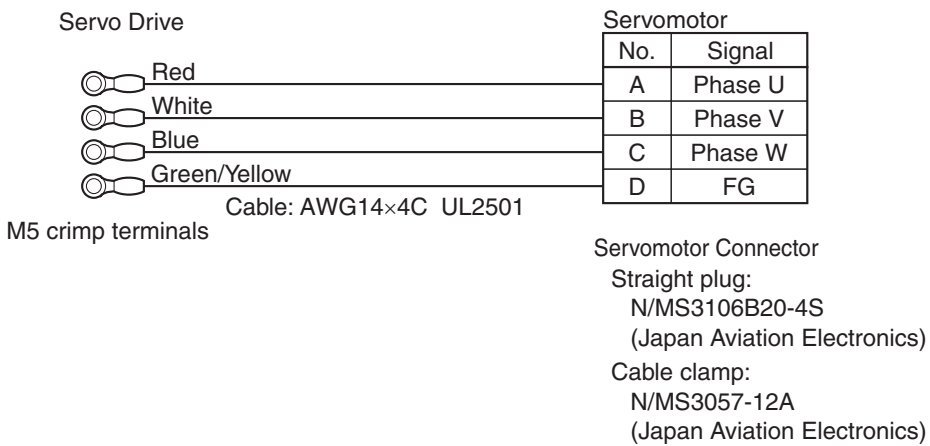 Servo Drive
Servomotor
No. Signal
Red
A Phase U
White
B Phase V
Blue
C Phase W
Green/Yellow
D FG
Cable: AWG14×4C UL2501
M5 crimp terminals
Servomotor Connector
Straight plug:
N/MS3106B20-4S
(Japan Aviation Electronics)
Cable clamp:
N/MS3057-12A
(Japan Aviation Electronics)